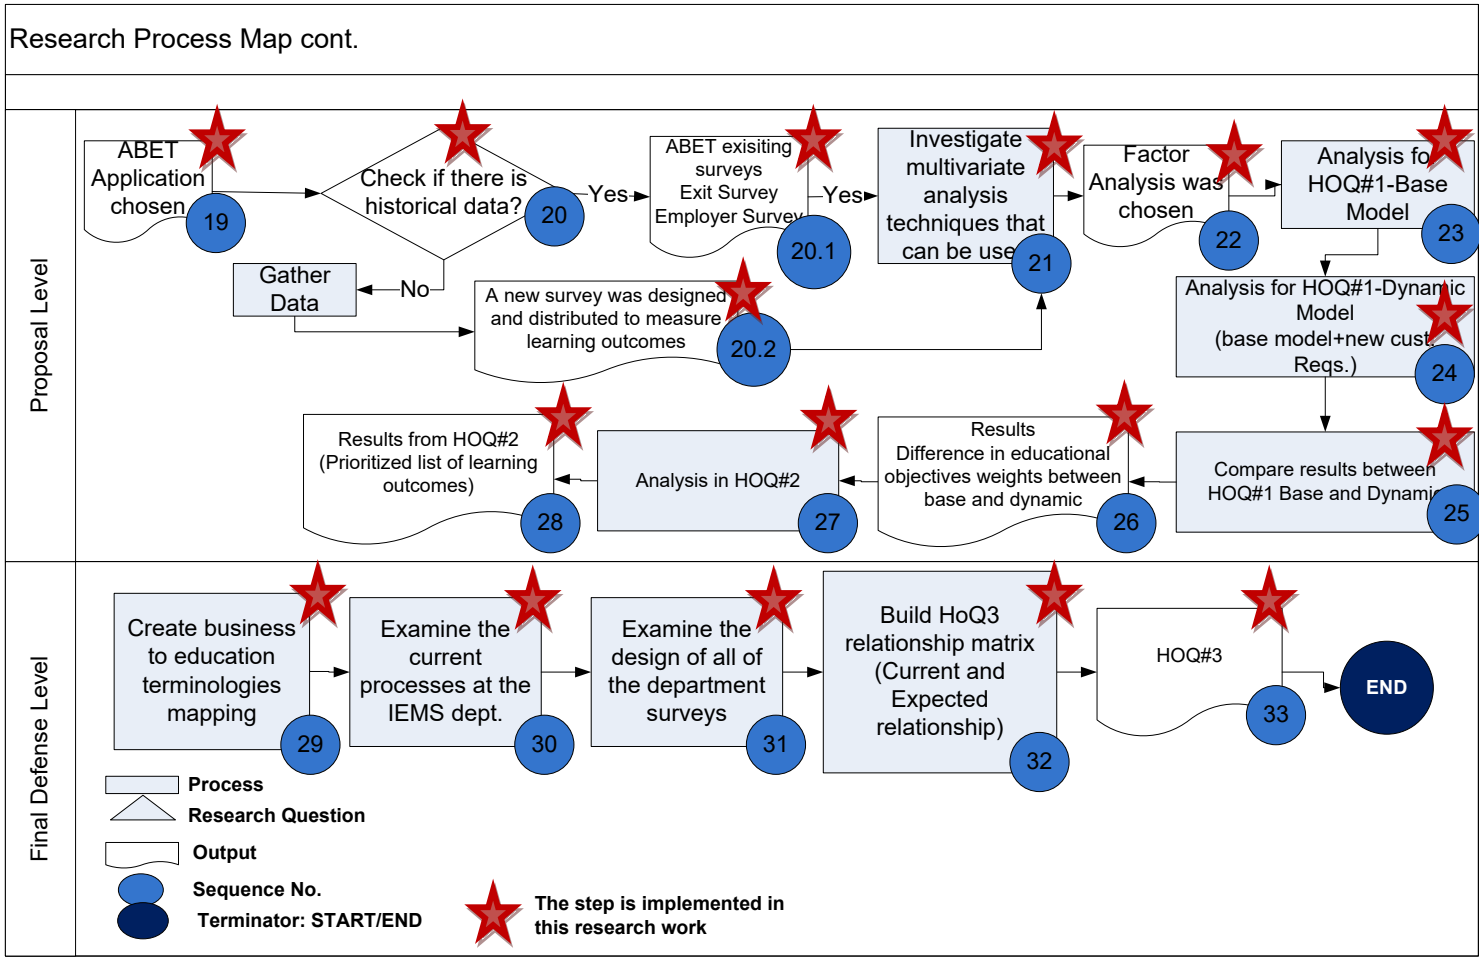 Research Process Map cont.
Proposal Level
ABET
Application
chosen
19
Check if there is
historical data?
20
Yes
ABET exisiting
surveys
Exit Survey
Employer Survey
20.1
Yes
Investigate
multivariate
analysis
techniques that
can be use
21
Factor
Analysis was
chosen
22
Analysis fo
HOQ#1-Base
Model
23
No
Gather
Data
A new survey was designed
and distributed to measure
learning outcomes
20.2
Analysis for HOQ#1-Dynamic
Model
(base model+new cust.
Reqs.)
24
Compare results between
HOQ#1 Base and Dynamic
25
Results
Difference in educational
objectives weights between
base and dynamic
26
Analysis in HOQ#2
27
Results from HOQ#2
(Prioritized list of learning
outcomes)
28
Final Defense Level
Create business
to education
terminologies
mapping
29
Examine the
current
processes at the
IEMS dept.
30
Examine the
design of all of
the department
surveys
31
Build HoQ3
relationship matrix
(Current and
Expected
relationship)
32
HOQ#3
33
END
Process
Research Question
Output
Sequence No.
Terminator: START/END
The step is implemented in
this research work